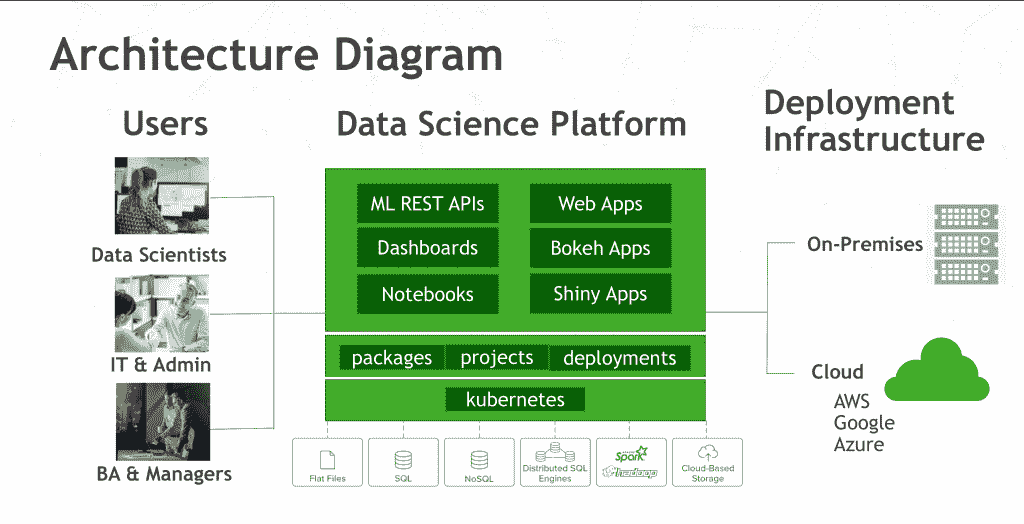 Architecture Diagram
Users
Data Science Platform
Deployment
Infrastructure
Data Scientists
IT & Admin
BA & Managers
ML REST APIs
Web Apps
Dashboards
Bokeh Apps
Notebooks
Shiny Apps
packages
projects
deployments
kubernetes
Flat Files
SQL
NoSQL
Distributed SQL
Engines
Spark
hadoop
Cloud-Based
Storage
On-Premises
Cloud
AWS
Google
Azure